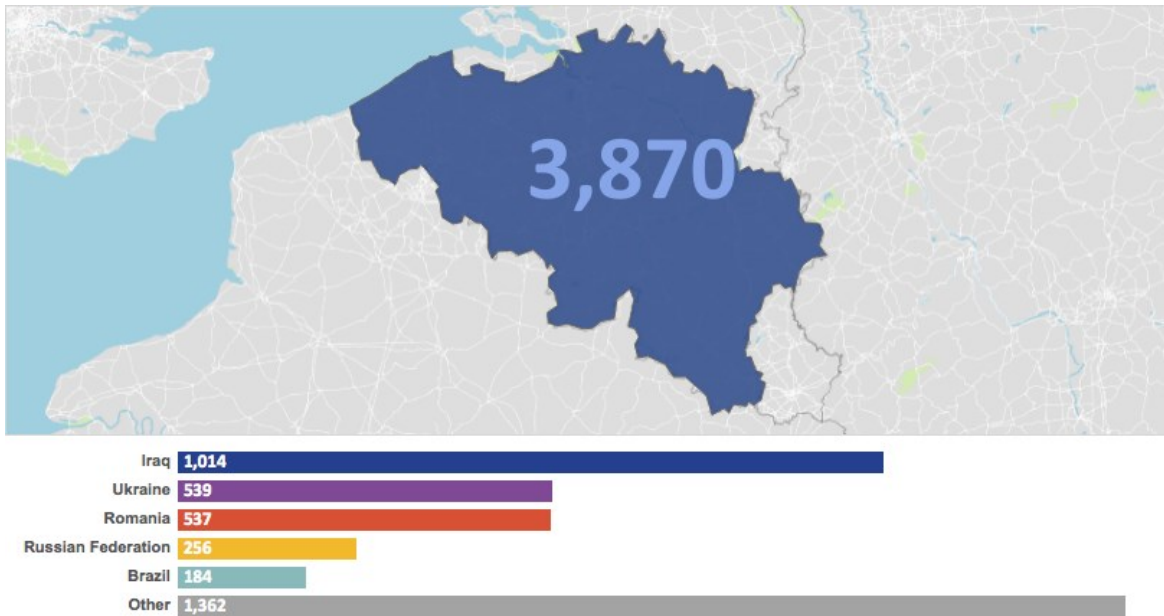 3,870
Iraq 1,014
Ukraine 539
Romania 537
Russian Federation 256
Brazil 184
Other 1,362